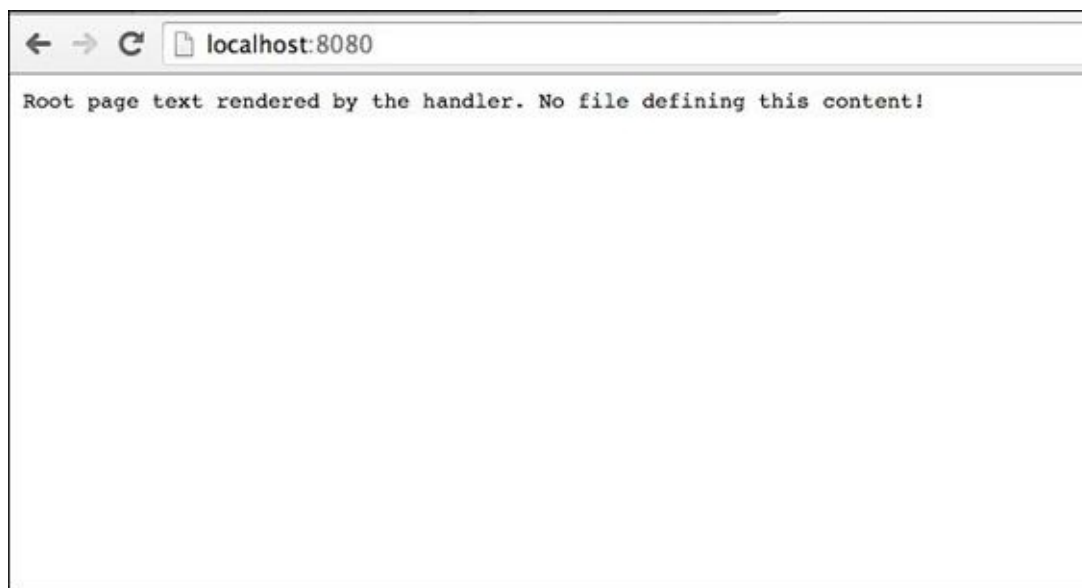 localhost:8080
Root page text rendered by the handler. No file defining this content!